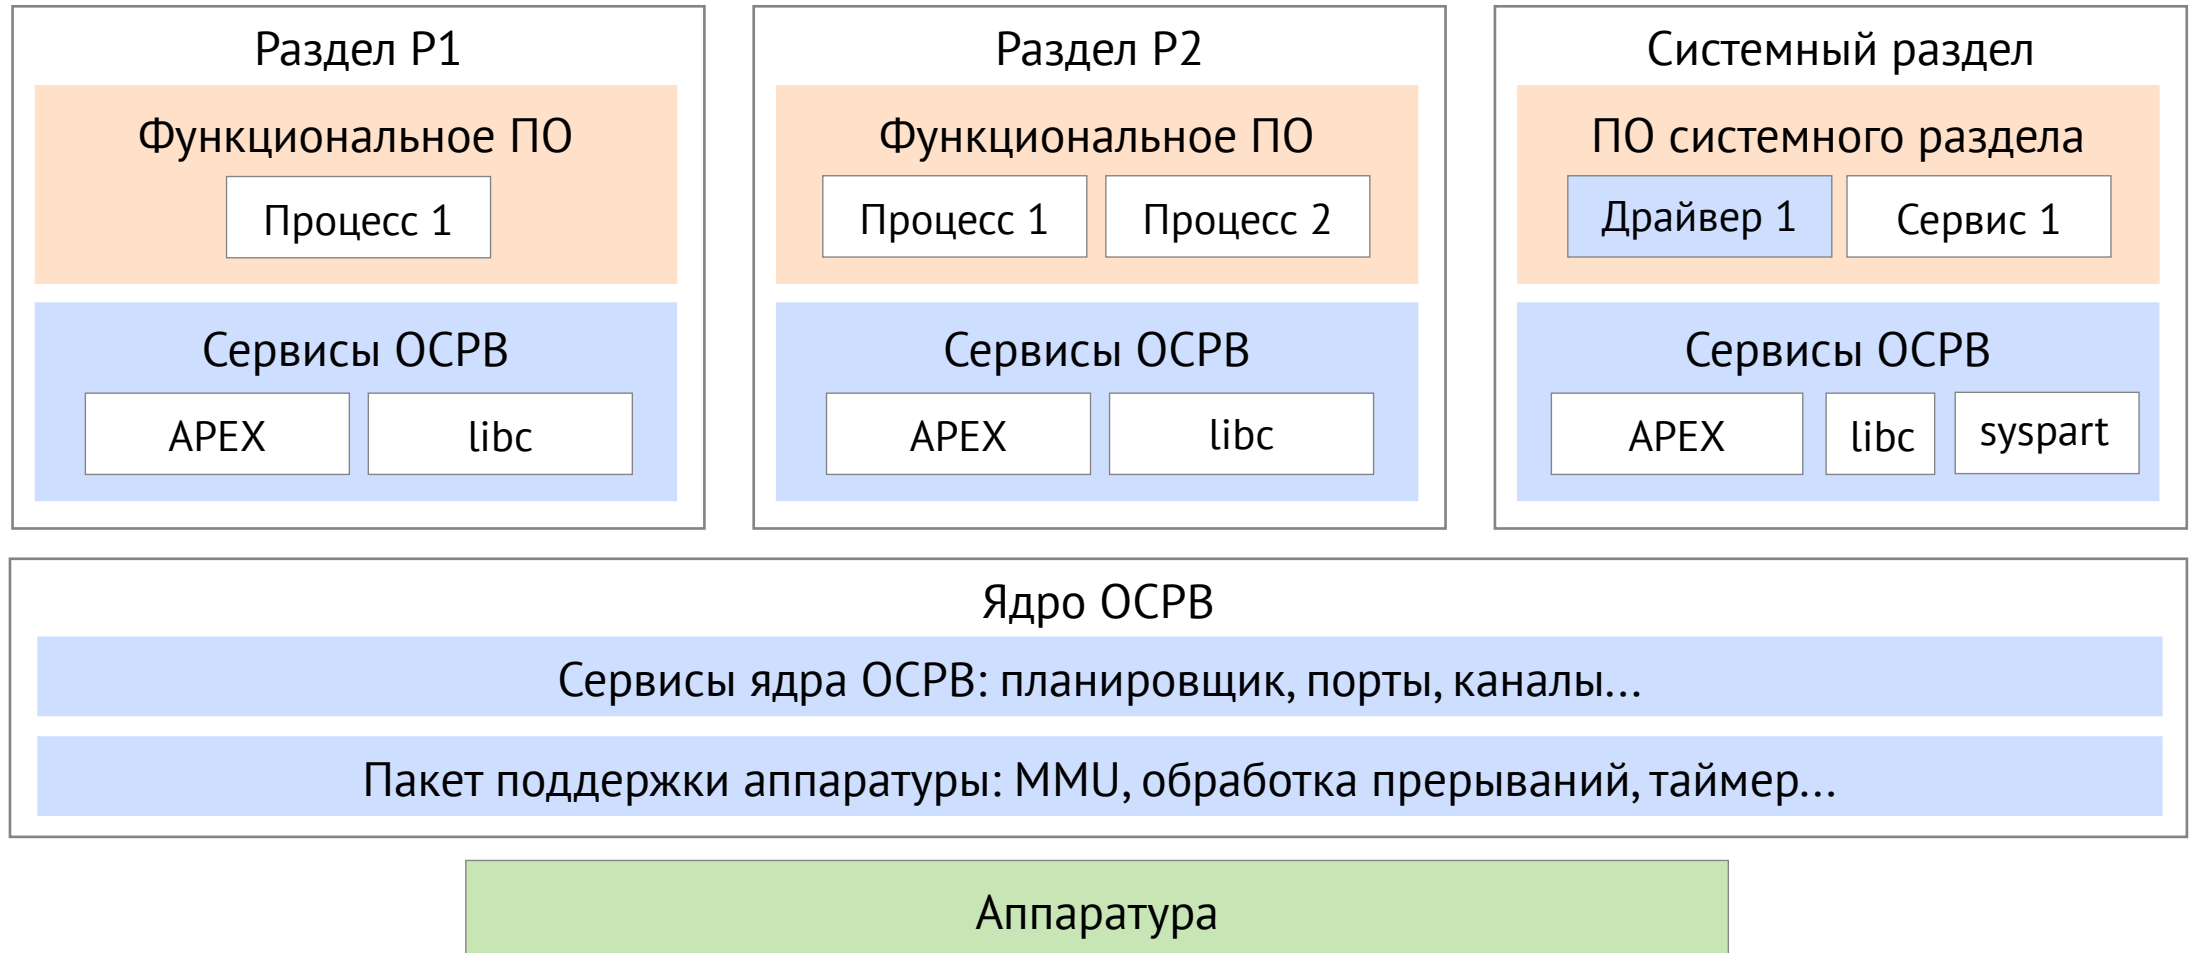 Раздел P1
Функциональное ПО
Процесс 1
Сервисы ОСРВ
APEX
libc
Раздел P2
Функциональное ПО
Процесс 1
Процесс 2
Сервисы ОСРВ
APEX
libc
Системный раздел
ПО системного раздела
Драйвер 1
Сервис 1
Сервисы ОСРВ
APEX
libc
syspart
Ядро ОСРВ
Сервисы ядра ОСРВ: планировщик, порты, каналы...
Пакет поддержки аппаратуры: MMU, обработка прерываний, таймер...
Аппаратура